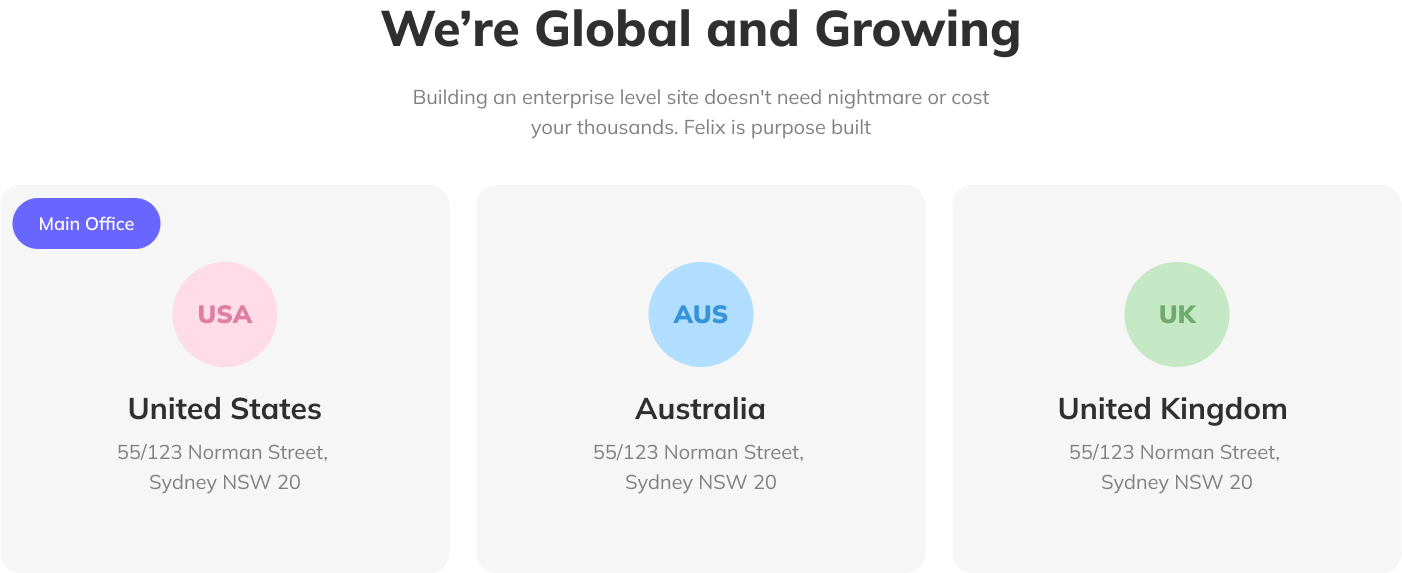 We’re Global and Growing
Building an enterprise level site doesn't need nightmare or cost
your thousands. Felix is purpose built
Main Office
USA
United States
55/123 Norman Street,
Sydney NSW 20
AUS
Australia
55/123 Norman Street,
Sydney NSW 20
UK
United Kingdom
55/123 Norman Street,
Sydney NSW 20